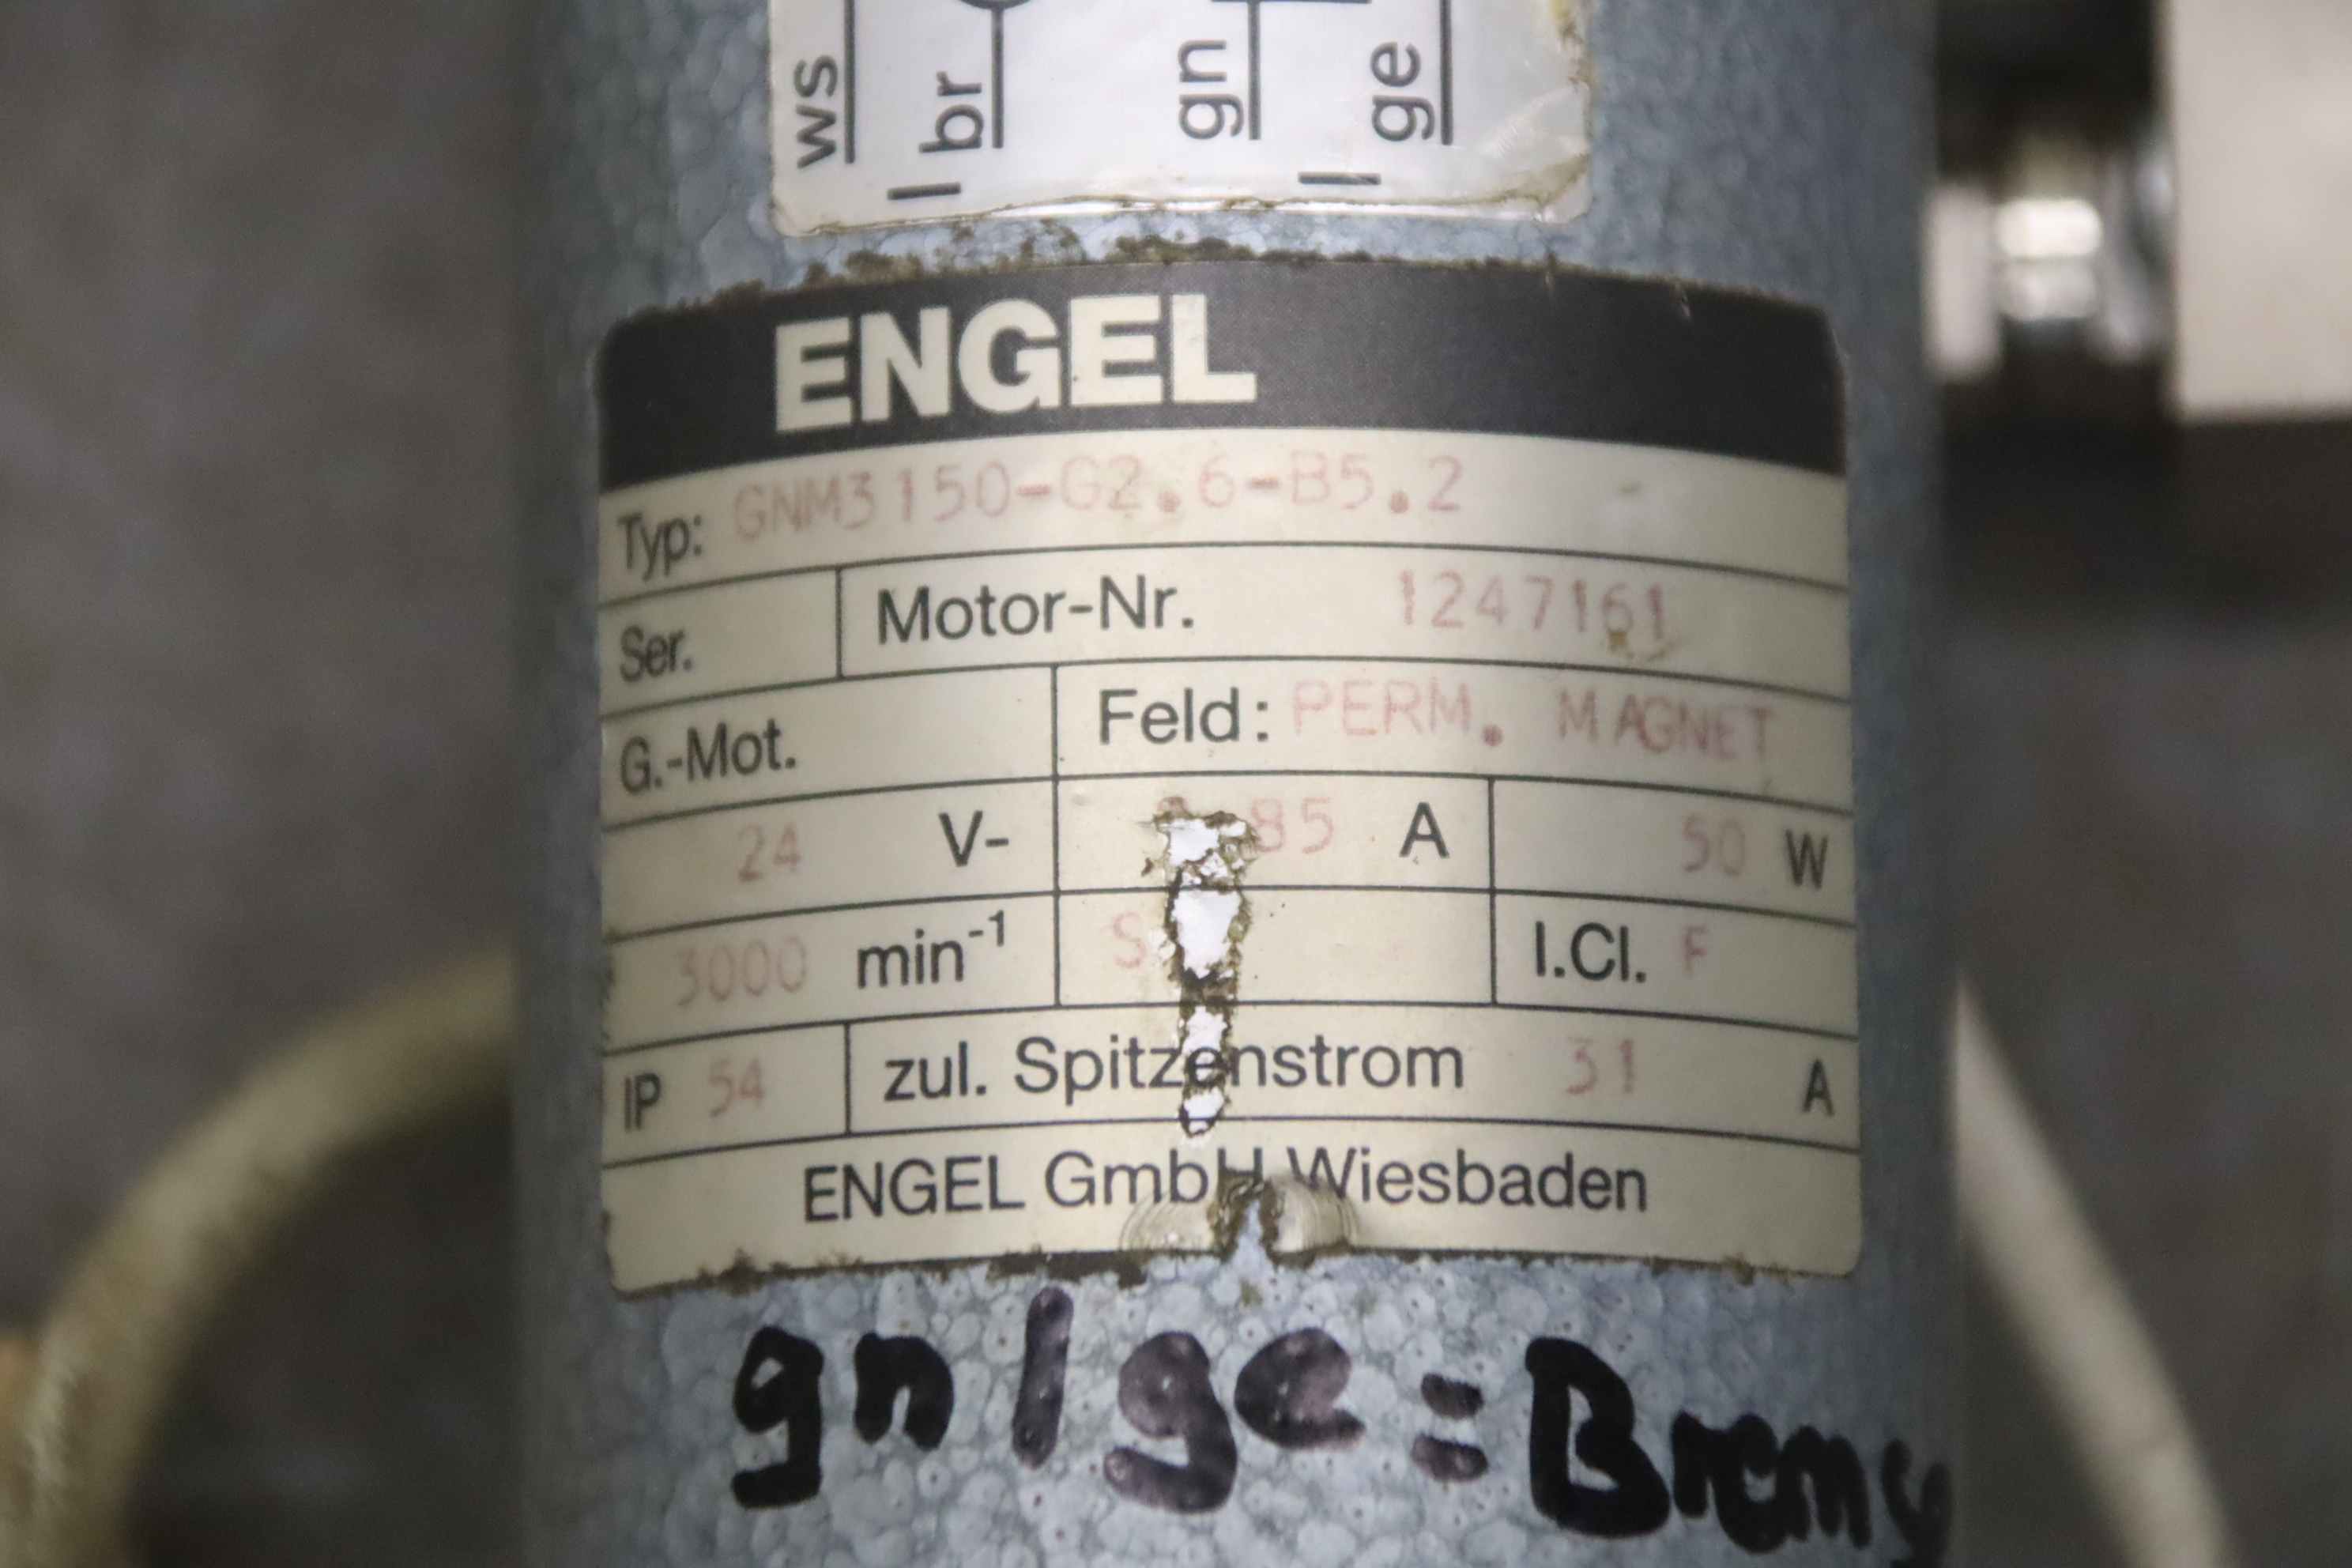 ws
br
gn
ge
ENGEL
Typ: GNM3150-G2.6-B5.2
Ser. Motor-Nr. 1247161
G.-Mot. Feld: PERM. MAGNET
24 V- A 50 W
3000 min⁻¹ I.Cl. F
IP 54 zul. Spitzenstrom 31 A
ENGEL GmbH Wiesbaden
gn/ge=Bremse